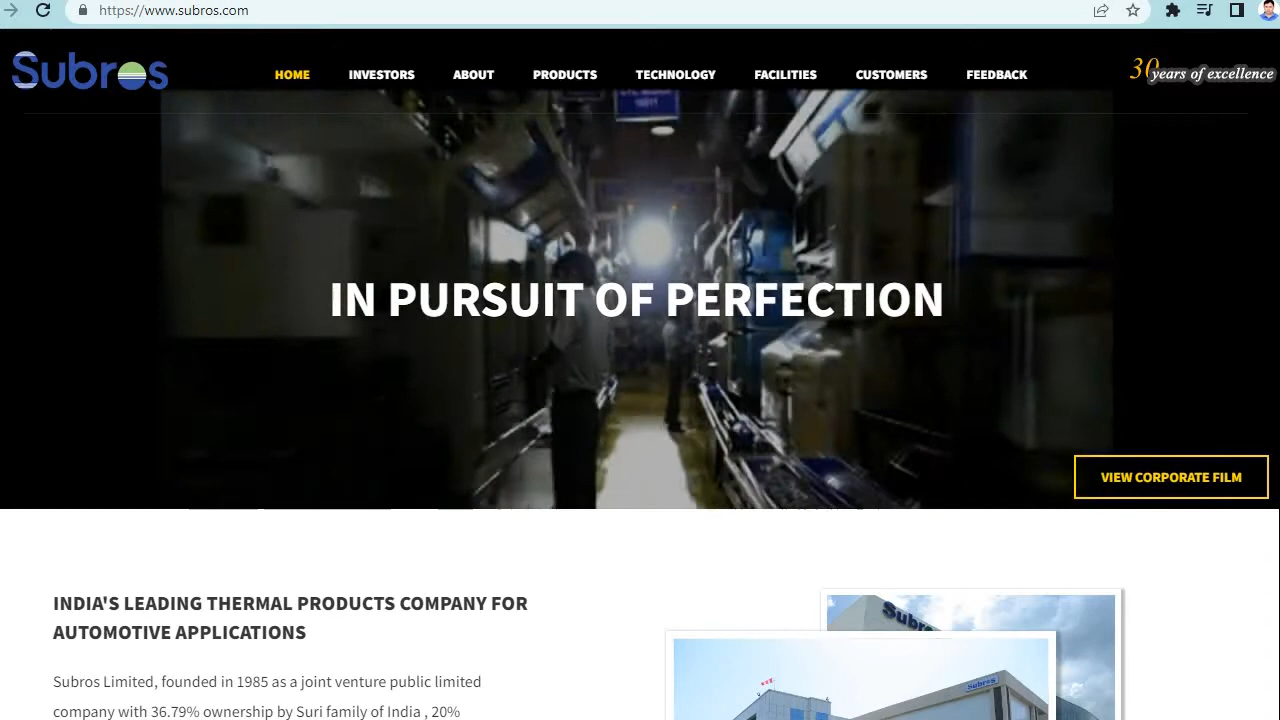 https://www.subros.com
Subros
HOME INVESTORS ABOUT PRODUCTS TECHNOLOGY FACILITIES CUSTOMERS FEEDBACK
30 years of excellence
IN PURSUIT OF PERFECTION
VIEW CORPORATE FILM
INDIA'S LEADING THERMAL PRODUCTS COMPANY FOR
AUTOMOTIVE APPLICATIONS
Subros Limited, founded in 1985 as a joint venture public limited
company with 36.79% ownership by Suri family of India , 20%
Subros